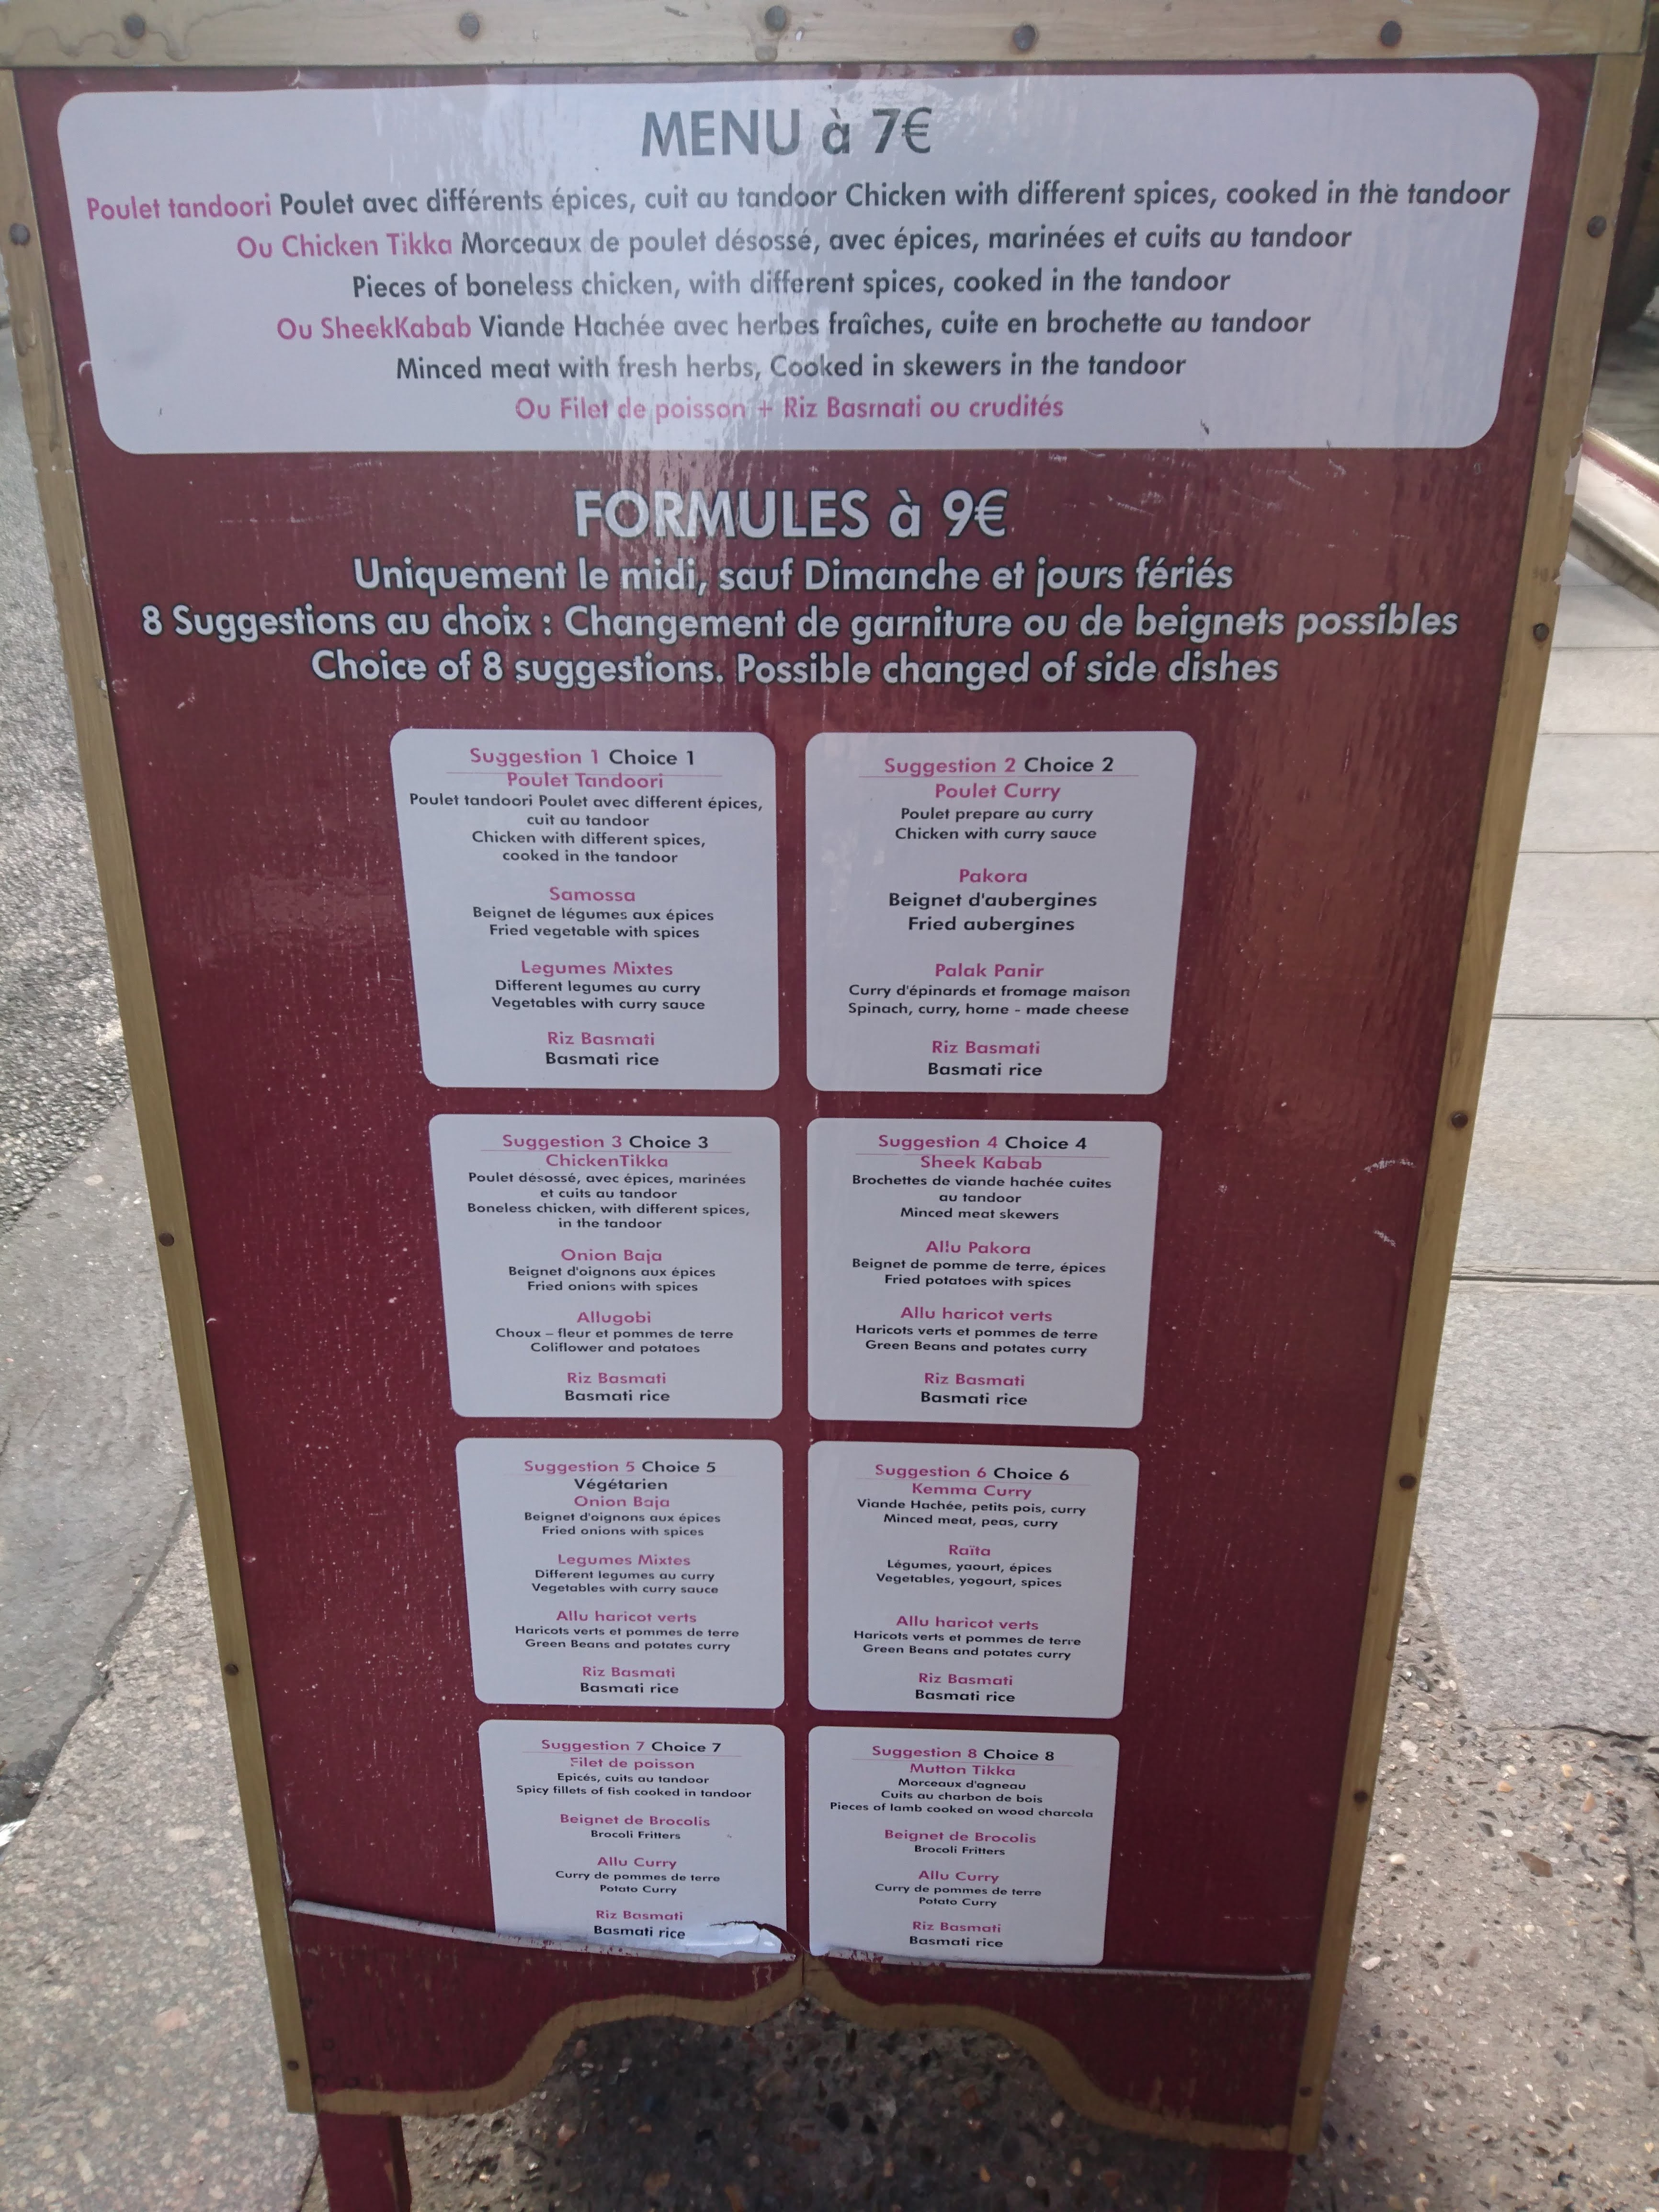 MENU à 7€
Poulet tandoori Poulet avec différents épices, cuit au tandoor Chicken with different spices, cooked in the tandoor
Ou Chicken Tikka Morceaux de poulet désossé, avec épices, marinées et cuits au tandoor
Pieces of boneless chicken, with different spices, cooked in the tandoor
Ou SheekKabab Viande Hachée avec herbes fraîches, cuite en brochette au tandoor
Minced meat with fresh herbs, Cooked in skewers in the tandoor
Ou Filet de poisson + Riz Basmati ou crudités
FORMULES à 9€
Uniquement le midi, sauf Dimanche et jours fériés
8 Suggestions au choix : Changement de garniture ou de beignets possibles
Choice of 8 suggestions. Possible changed of side dishes
Suggestion 1 Choice 1
Poulet Tandoori
Poulet tandoori Poulet avec different épices,
cuit au tandoor
Chicken with different spices,
cooked in the tandoor
Samossa
Beignet de légumes aux épices
Fried vegetable with spices
Legumes Mixtes
Different legumes au curry
Vegetables with curry sauce
Riz Basmati
Basmati rice
Suggestion 2 Choice 2
Poulet Curry
Poulet prepare au curry
Chicken with curry sauce
Pakora
Beignet d'aubergines
Fried aubergines
Palak Panir
Curry d'épinards et fromage maison
Spinach, curry, home - made cheese
Riz Basmati
Basmati rice
Suggestion 3 Choice 3
ChickenTikka
Poulet désossé, avec épices, marinées
et cuits au tandoor
Boneless chicken, with different spices,
in the tandoor
Onion Baja
Beignet d'oignons aux épices
Fried onions with spices
Allugobi
Choux – fleur et pommes de terre
Coliflower and potatoes
Riz Basmati
Basmati rice
Suggestion 4 Choice 4
Sheek Kabab
Brochettes de viande hachée cuites
au tandoor
Minced meat skewers
Allu Pakora
Beignet de pomme de terre, épices
Fried potatoes with spices
Allu haricot verts
Haricots verts et pommes de terre
Green Beans and potates curry
Riz Basmati
Basmati rice
Suggestion 5 Choice 5
Végétarien
Onion Baja
Beignet d'oignons aux épices
Fried onions with spices
Legumes Mixtes
Different legumes au curry
Vegetables with curry sauce
Allu haricot verts
Haricots verts et pommes de terre
Green Beans and potates curry
Riz Basmati
Basmati rice
Suggestion 6 Choice 6
Kemma Curry
Viande Hachée, petits pois, curry
Minced meat, peas, curry
Raïta
Légumes, yaourt, épices
Vegetables, yogourt, spices
Allu haricot verts
Haricots verts et pommes de terre
Green Beans and potates curry
Riz Basmati
Basmati rice
Suggestion 7 Choice 7
Filet de poisson
Epicés, cuits au tandoor
Spicy fillets of fish cooked in tandoor
Beignet de Brocolis
Brocoli Fritters
Allu Curry
Curry de pommes de terre
Potato Curry
Riz Basmati
Basmati rice
Suggestion 8 Choice 8
Mutton Tikka
Morceaux d'agneau
Cuits au charbon de bois
Pieces of lamb cooked on wood charcola
Beignet de Brocolis
Brocoli Fritters
Allu Curry
Curry de pommes de terre
Potato Curry
Riz Basmati
Basmati rice